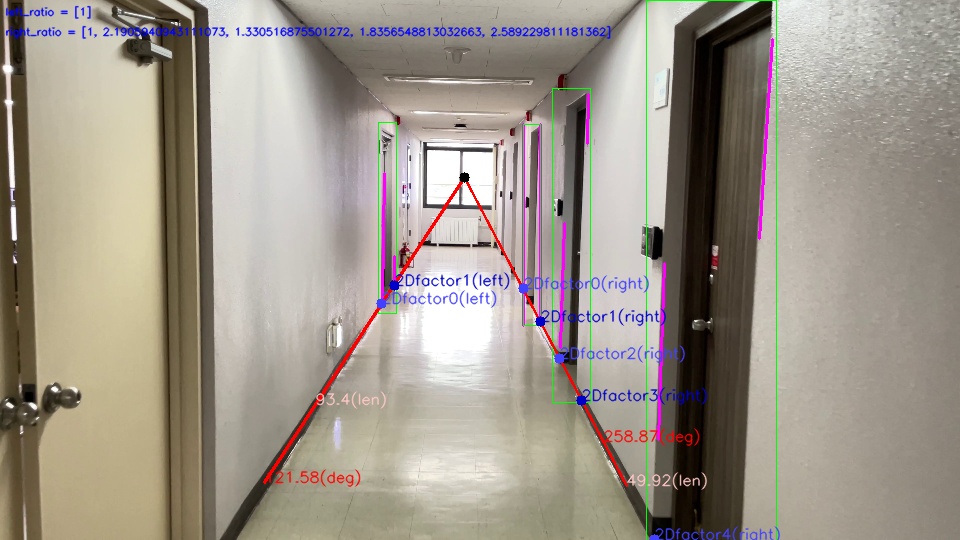 left_ratio = [1]
right_ratio = [1, 2.1905940943111073, 1.330516875501272, 1.8356548813032663, 2.589229811181362]
2Dfactor1(left)
2Dfactor0(left)
2Dfactor0(right)
2Dfactor1(right)
2Dfactor2(right)
2Dfactor3(right)
93.4(len)
258.87(deg)
21.58(deg)
49.92(len)
2Dfactor4(right)